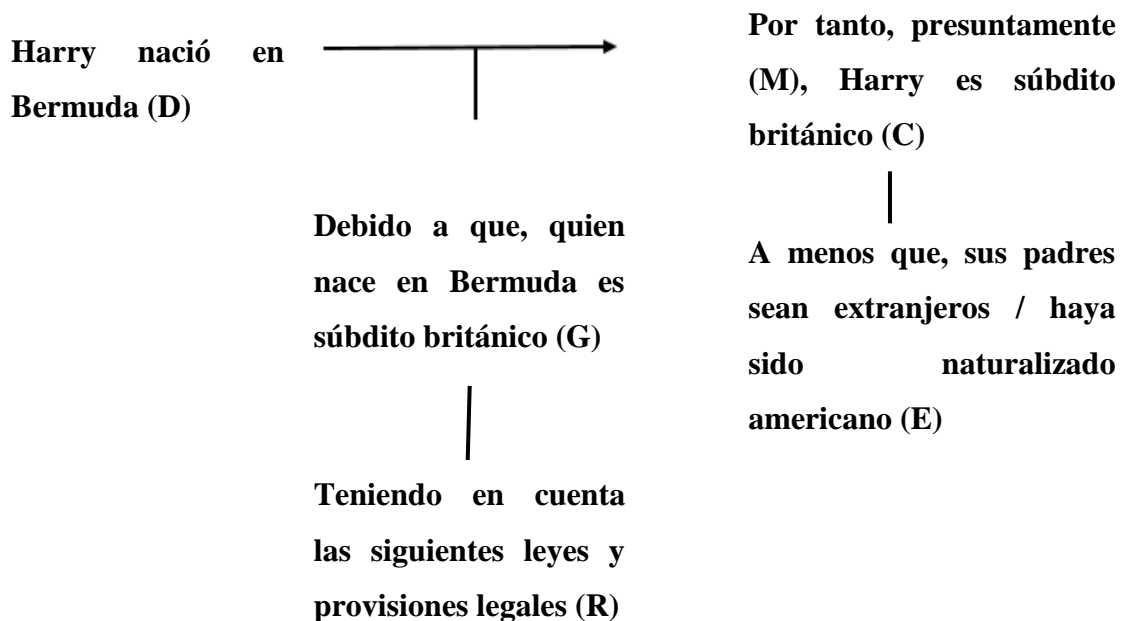 Harry nació en
Bermuda (D)
Por tanto, presuntamente
(M), Harry es súbdito
británico (C)
Debido a que, quien
nace en Bermuda es
súbdito británico (G)
A menos que, sus padres
sean extranjeros / haya
sido naturalizado
americano (E)
Teniendo en cuenta
las siguientes leyes y
provisiones legales (R)